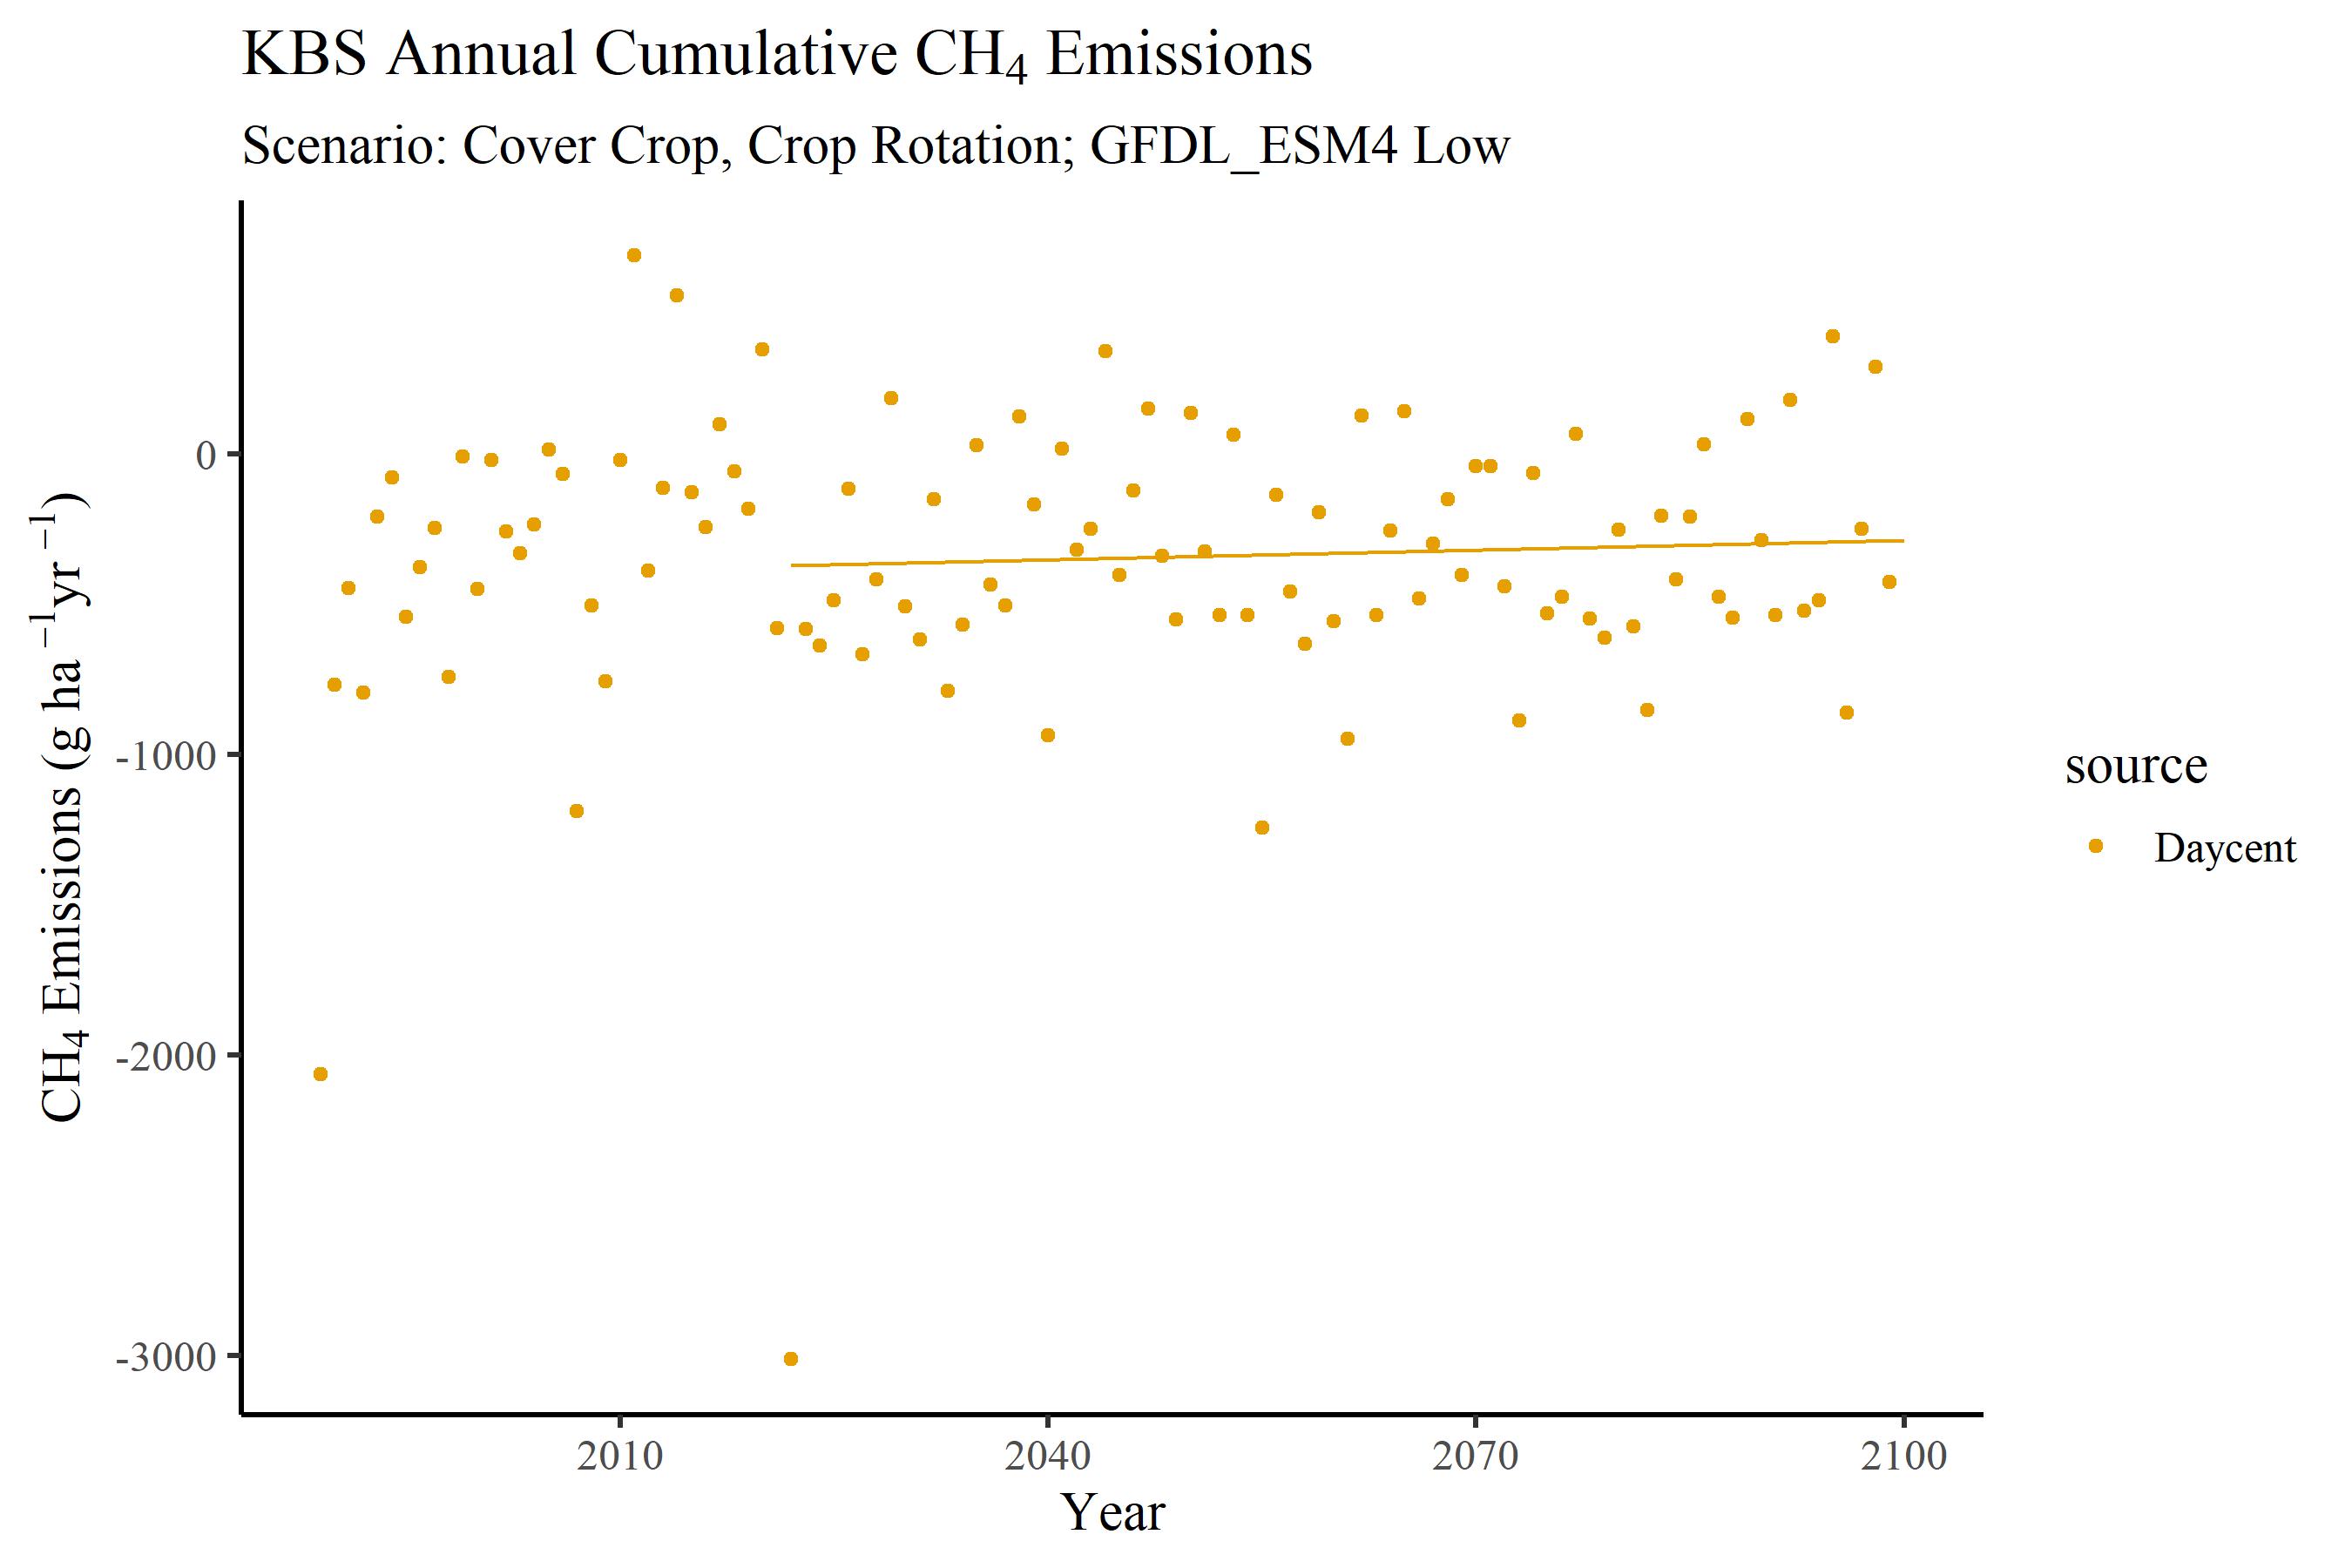 KBS Annual Cumulative CH₄ Emissions
Scenario: Cover Crop, Crop Rotation; GFDL_ESM4 Low
CH₄ Emissions (g ha ⁻¹yr ⁻¹)
0
-1000
-2000
-3000
2010 2040 2070 2100
Year
source
Daycent